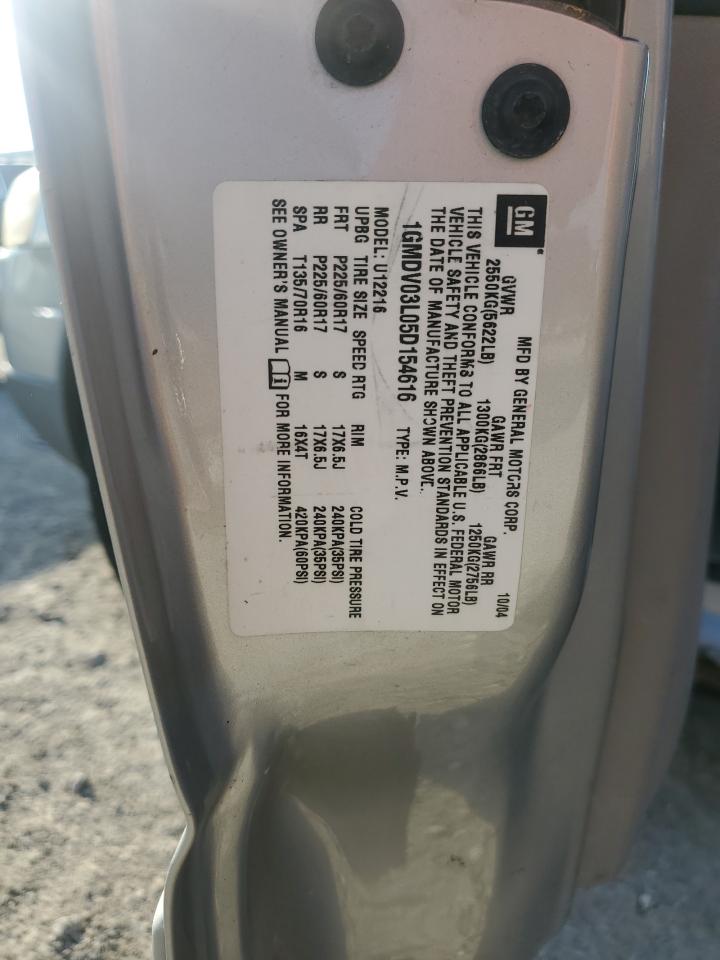 GM
MFD BY GENERAL MOTORS CORP. 10/04
GVWR GAWR FRT GAWR RR
2550KG(5622LB) 1300KG(2866LB) 1250KG(2756LB)
THIS VEHICLE CONFORMS TO ALL APPLICABLE U.S. FEDERAL MOTOR
VEHICLE SAFETY AND THEFT PREVENTION STANDARDS IN EFFECT ON
THE DATE OF MANUFACTURE SHOWN ABOVE.
1GMDV03L05D154616 TYPE: M.P.V.
MODEL: U12216
UPBG TIRE SIZE SPEED RTG RIM COLD TIRE PRESSURE
FRT P225/60R17 S 17X6.5J 240KPA(35PSI)
RR P225/60R17 S 17X6.5J 240KPA(35PSI)
SPA T135/70R16 M 16X4T 420KPA(60PSI)
SEE OWNER'S MANUAL FOR MORE INFORMATION.